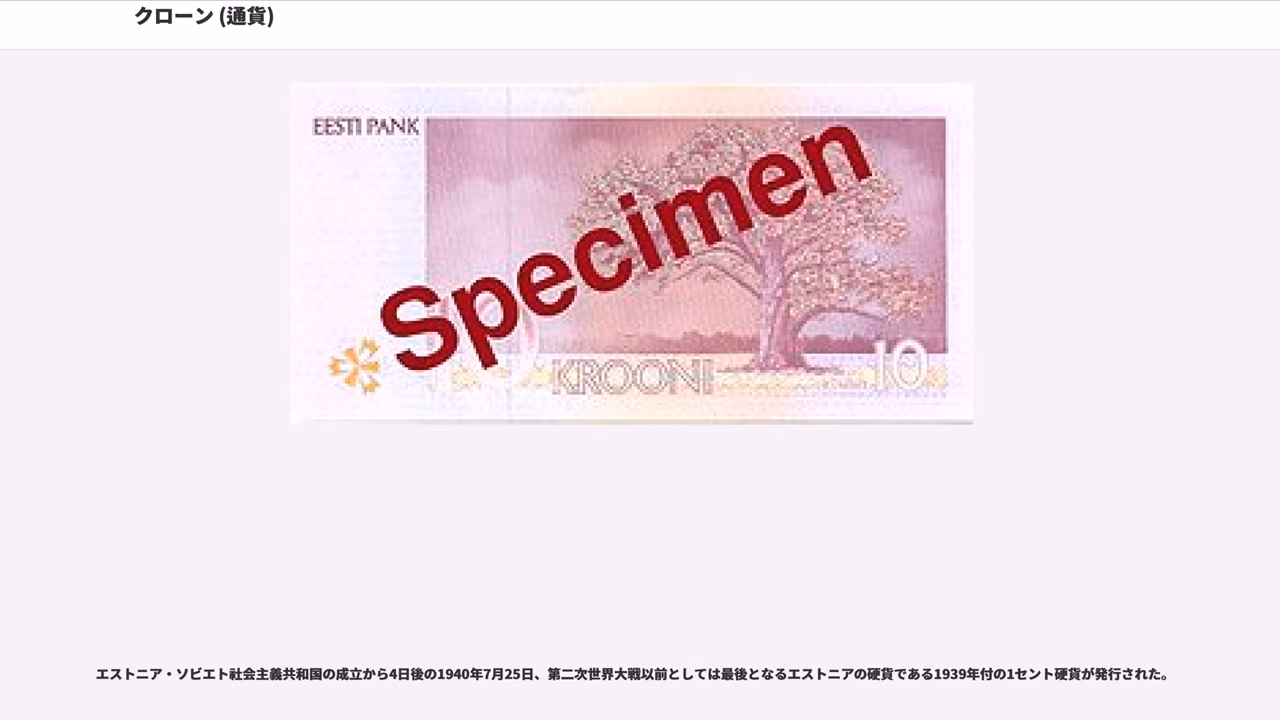 クローン (通貨)
EESTI PANK
Specimen
KROONI
10
エストニア・ソビエト社会主義共和国の成立から4日後の1940年7月25日、第二次世界大戦以前としては最後となるエストニアの硬貨である1939年付の1セント硬貨が発行された。